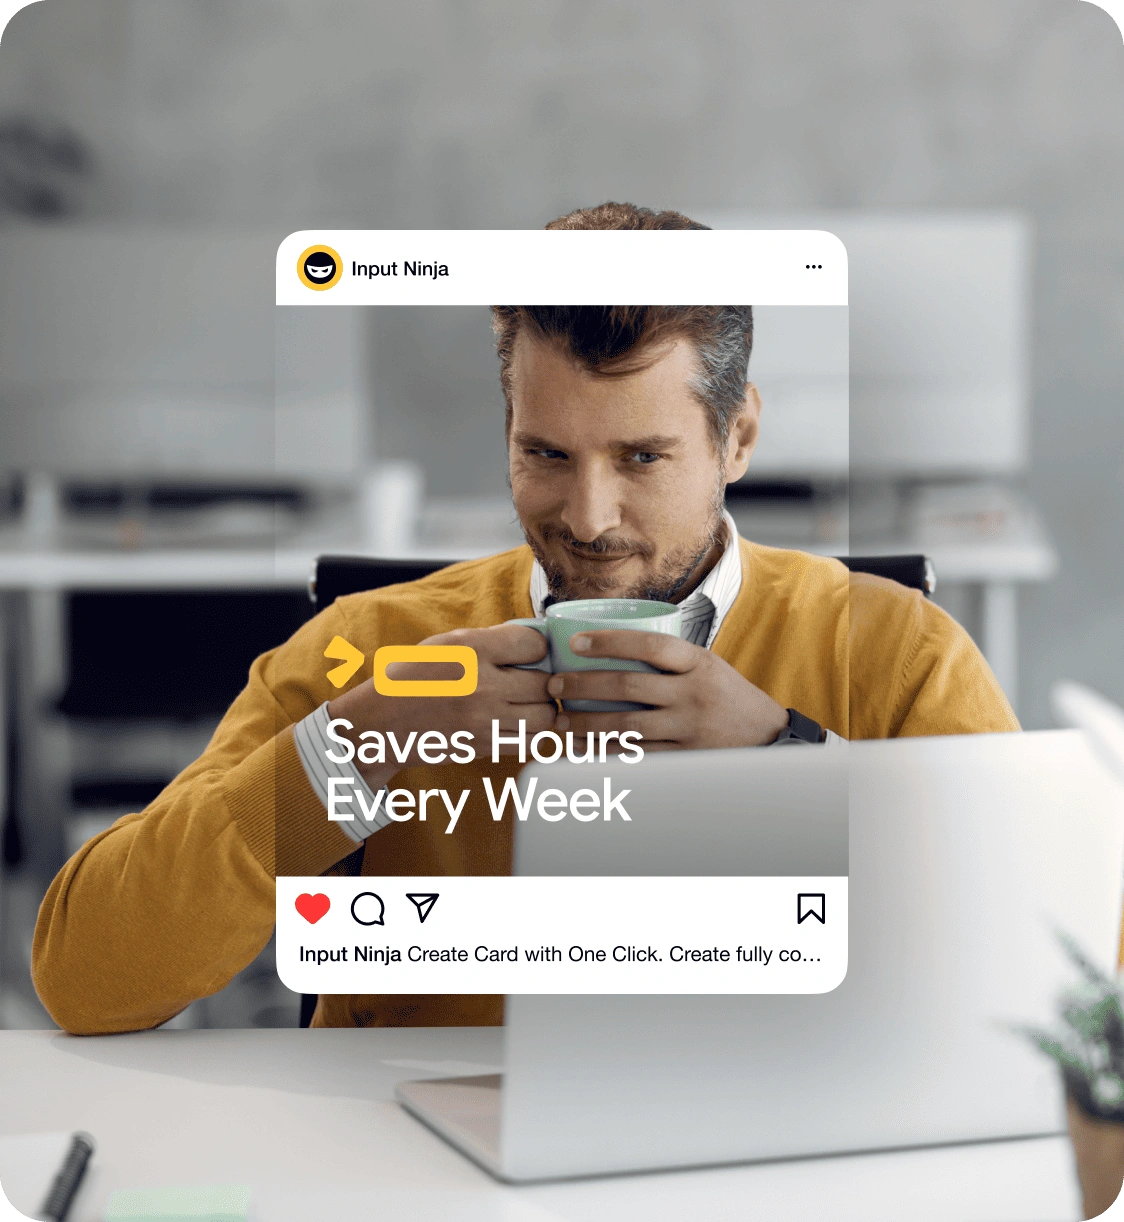 Input Ninja
Saves Hours
Every Week
Input Ninja Create Card with One Click. Create fully co...